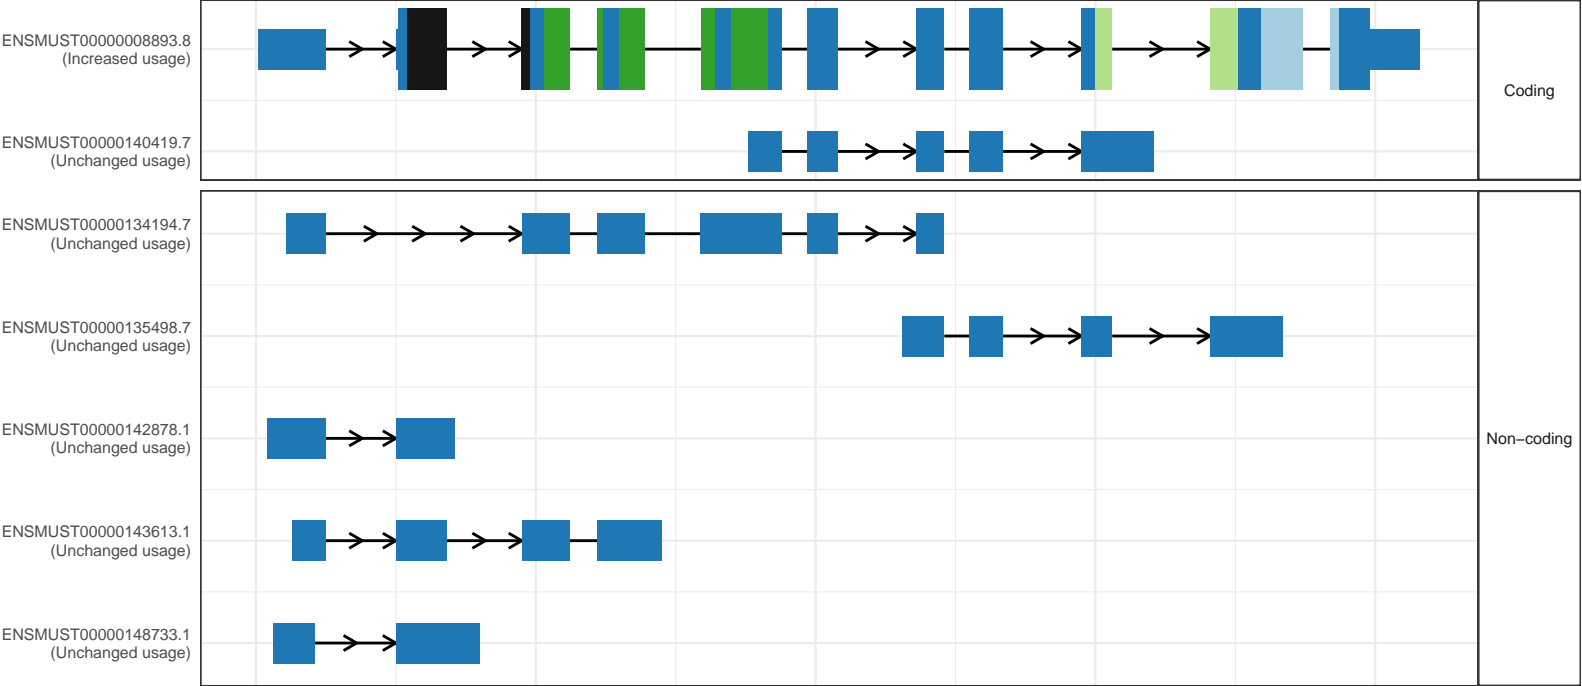 ENSMUST00000008893.8
(Increased usage)
Coding
ENSMUST00000140419.7
(Unchanged usage)
ENSMUST00000134194.7
(Unchanged usage)
ENSMUST00000135498.7
(Unchanged usage)
ENSMUST00000142878.1
(Unchanged usage)
Non−coding
ENSMUST00000143613.1
(Unchanged usage)
ENSMUST00000148733.1
(Unchanged usage)